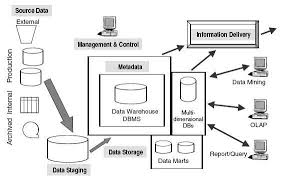 Source Data
External
Production
Internal
Archived
Data Staging
Management & Control
Metadata
Data Warehouse
DBMS
Data Storage
Multi-
dimensional
DBs
Data Marts
Information Delivery
Data Mining
OLAP
Report/Query